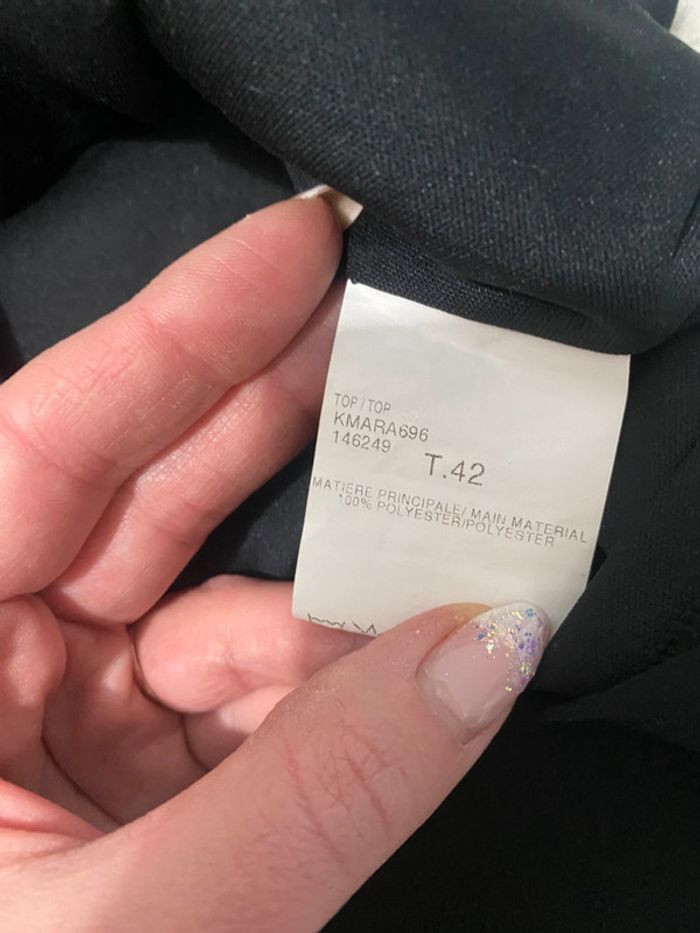 TOP / TOP
KMARA696
146249
T.42
MATIERE PRINCIPALE/ MAIN MATERIAL
100% POLYESTER/POLYESTER